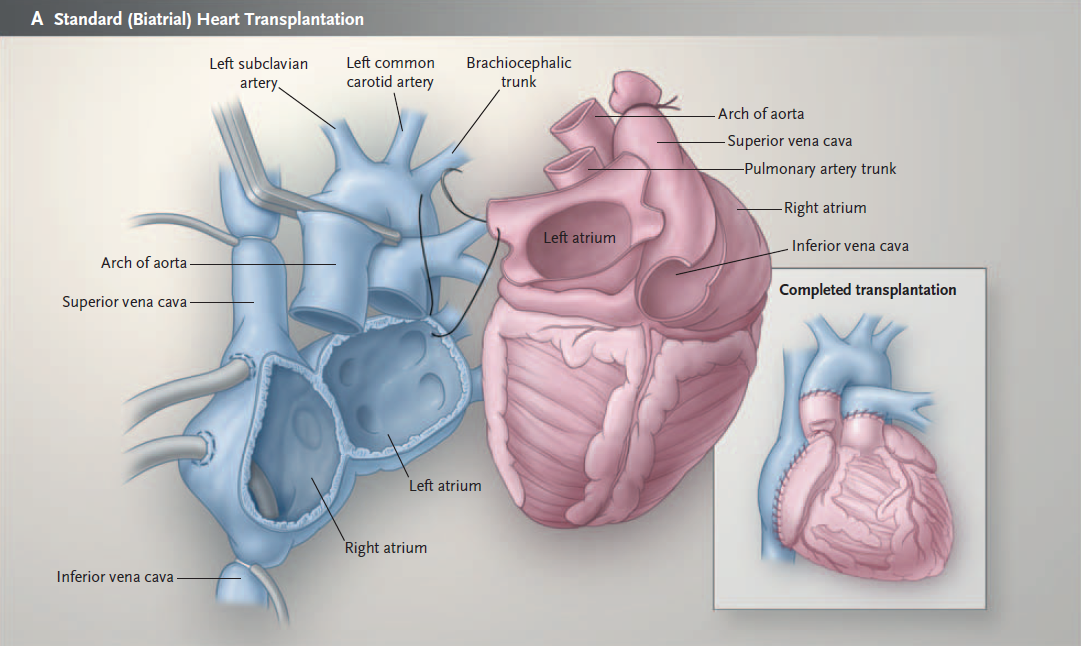 A Standard (Biatrial) Heart Transplantation
Left subclavian
artery
Left common
carotid artery
Brachiocephalic
trunk
Arch of aorta
Superior vena cava
Pulmonary artery trunk
Right atrium
Inferior vena cava
Left atrium
Arch of aorta
Superior vena cava
Left atrium
Right atrium
Inferior vena cava
Completed transplantation